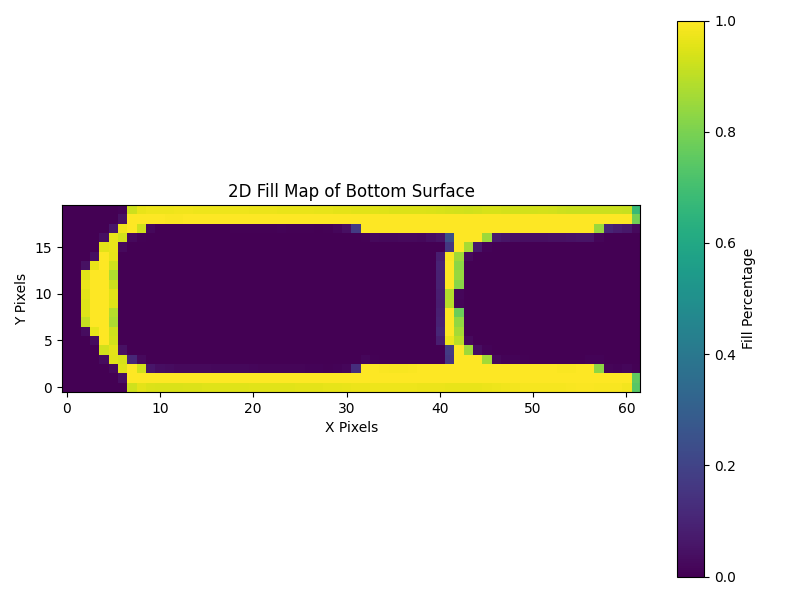 2D Fill Map of Bottom Surface
Y Pixels
15
10
5
0
0 10 20 30 40 50 60
X Pixels
1.0
0.8
0.6
0.4
0.2
0.0
Fill Percentage